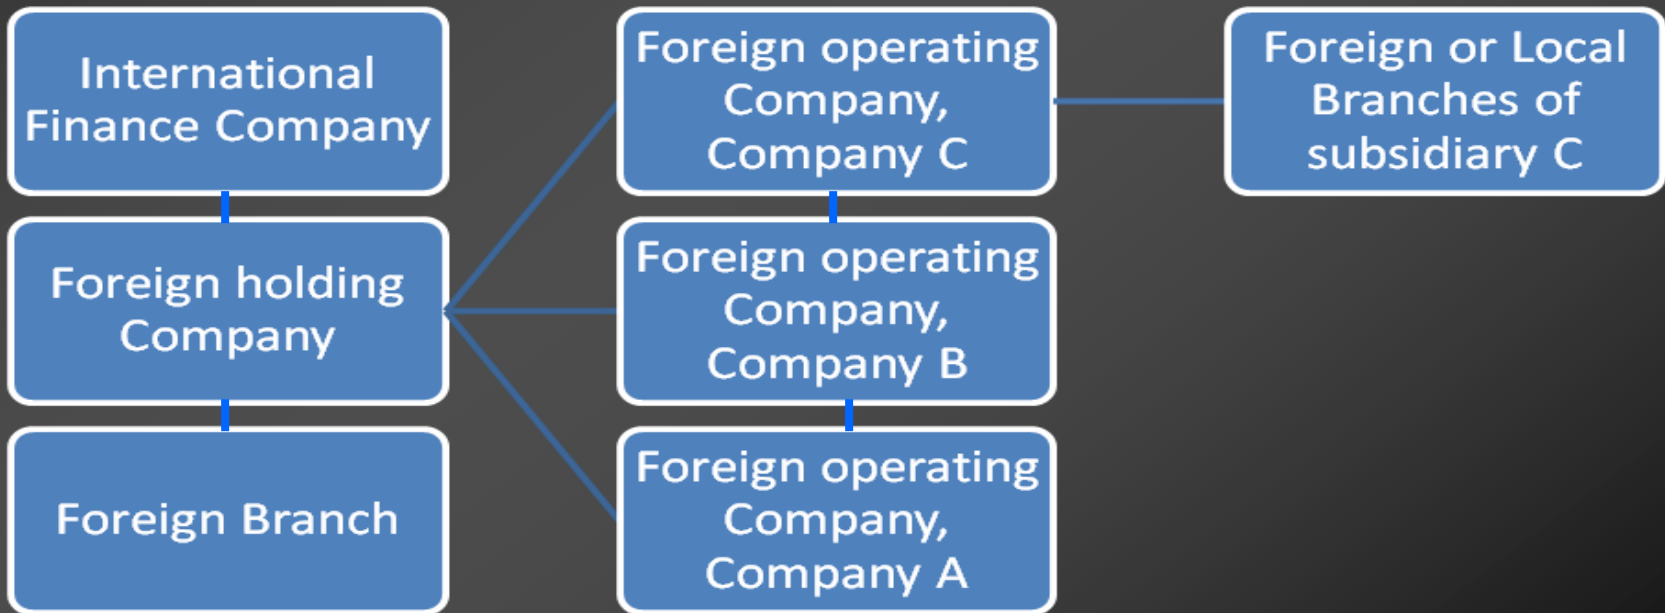 International
Finance Company
Foreign holding
Company
Foreign Branch
Foreign operating
Company,
Company C
Foreign operating
Company,
Company B
Foreign operating
Company,
Company A
Foreign or Local
Branches of
subsidiary C